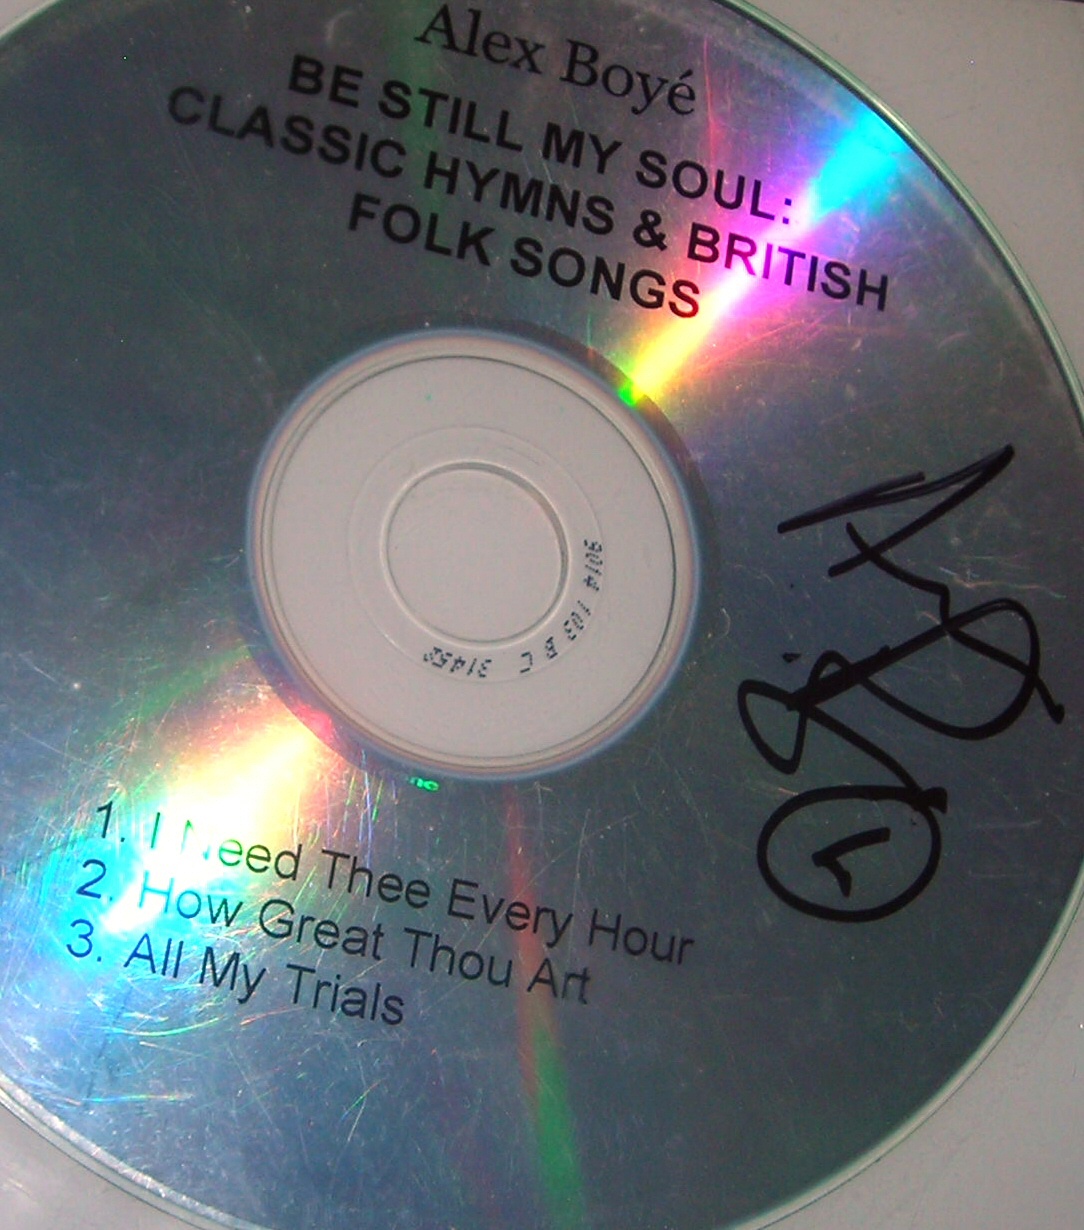 Alex Boyé
BE STILL MY SOUL:
CLASSIC HYMNS & BRITISH
FOLK SONGS
1. I Need Thee Every Hour
2. How Great Thou Art
3. All My Trials